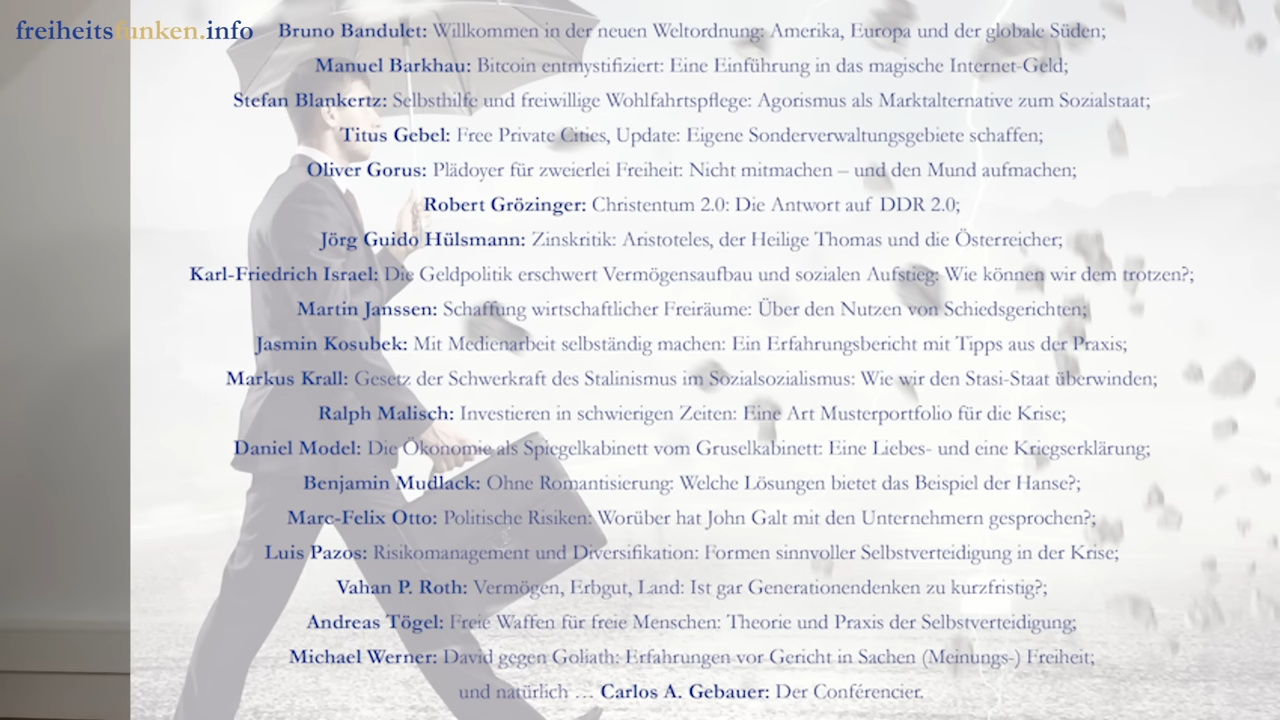 freiheitsfunken.info
Bruno Bandulet: Willkommen in der neuen Weltordnung: Amerika, Europa und der globale Süden;
Manuel Barkhau: Bitcoin entmystifiziert: Eine Einführung in das magische Internet-Geld;
Stefan Blankertz: Selbsthilfe und freiwillige Wohlfahrtspflege: Agorismus als Marktalternative zum Sozialstaat;
Titus Gebel: Free Private Cities, Update: Eigene Sonderverwaltungsgebiete schaffen;
Oliver Gorus: Plädoyer für zweierlei Freiheit: Nicht mitmachen – und den Mund aufmachen;
Robert Grözinger: Christentum 2.0: Die Antwort auf DDR 2.0;
Jörg Guido Hülsmann: Zinskritik: Aristoteles, der Heilige Thomas und die Österreicher;
Karl-Friedrich Israel: Die Geldpolitik erschwert Vermögensaufbau und sozialen Aufstieg: Wie können wir dem trotzen?;
Martin Janssen: Schaffung wirtschaftlicher Freiräume: Über den Nutzen von Schiedsgerichten;
Jasmin Kosubek: Mit Medienarbeit selbständig machen: Ein Erfahrungsbericht mit Tipps aus der Praxis;
Markus Krall: Gesetz der Schwerkraft des Stalinismus im Sozialsozialismus: Wie wir den Stasi-Staat überwinden;
Ralph Malisch: Investieren in schwierigen Zeiten: Eine Art Musterportfolio für die Krise;
Daniel Model: Die Ökonomie als Spiegelkabinett vom Gruselkabinett: Eine Liebes- und eine Kriegserklärung;
Benjamin Mudlack: Ohne Romantisierung: Welche Lösungen bietet das Beispiel der Hanse?;
Marc-Felix Otto: Politische Risiken: Worüber hat John Galt mit den Unternehmern gesprochen?;
Luis Pazos: Risikomanagement und Diversifikation: Formen sinnvoller Selbstverteidigung in der Krise;
Vahan P. Roth: Vermögen, Erbgut, Land: Ist gar Generationendenken zu kurzfristig?;
Andreas Tögel: Freie Waffen für freie Menschen: Theorie und Praxis der Selbstverteidigung;
Michael Werner: David gegen Goliath: Erfahrungen vor Gericht in Sachen (Meinungs-) Freiheit;
und natürlich … Carlos A. Gebauer: Der Conférencier.